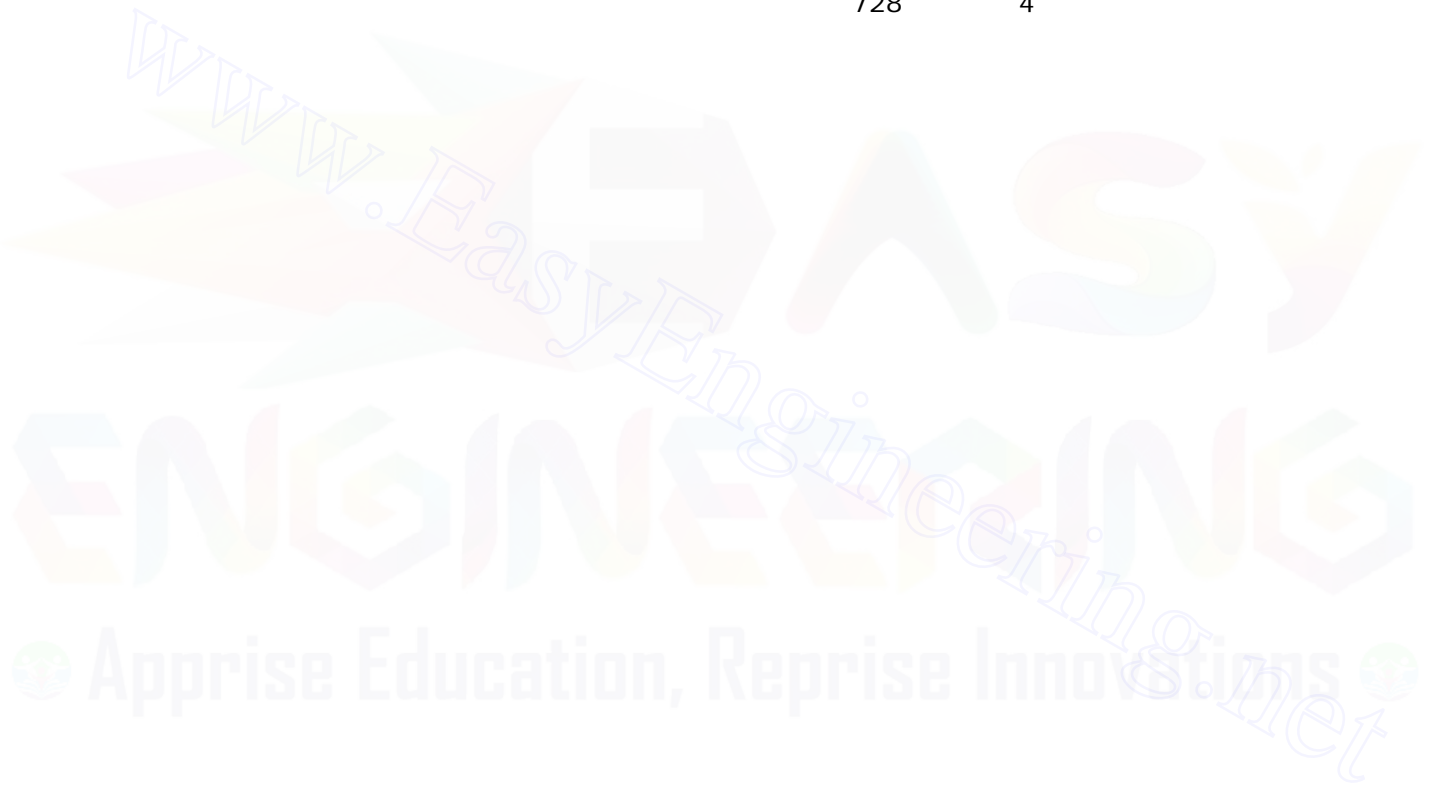 728 4
www.EasyEngineering.net
EASY
ENGINEERING
Apprise Education, Reprise Innovations